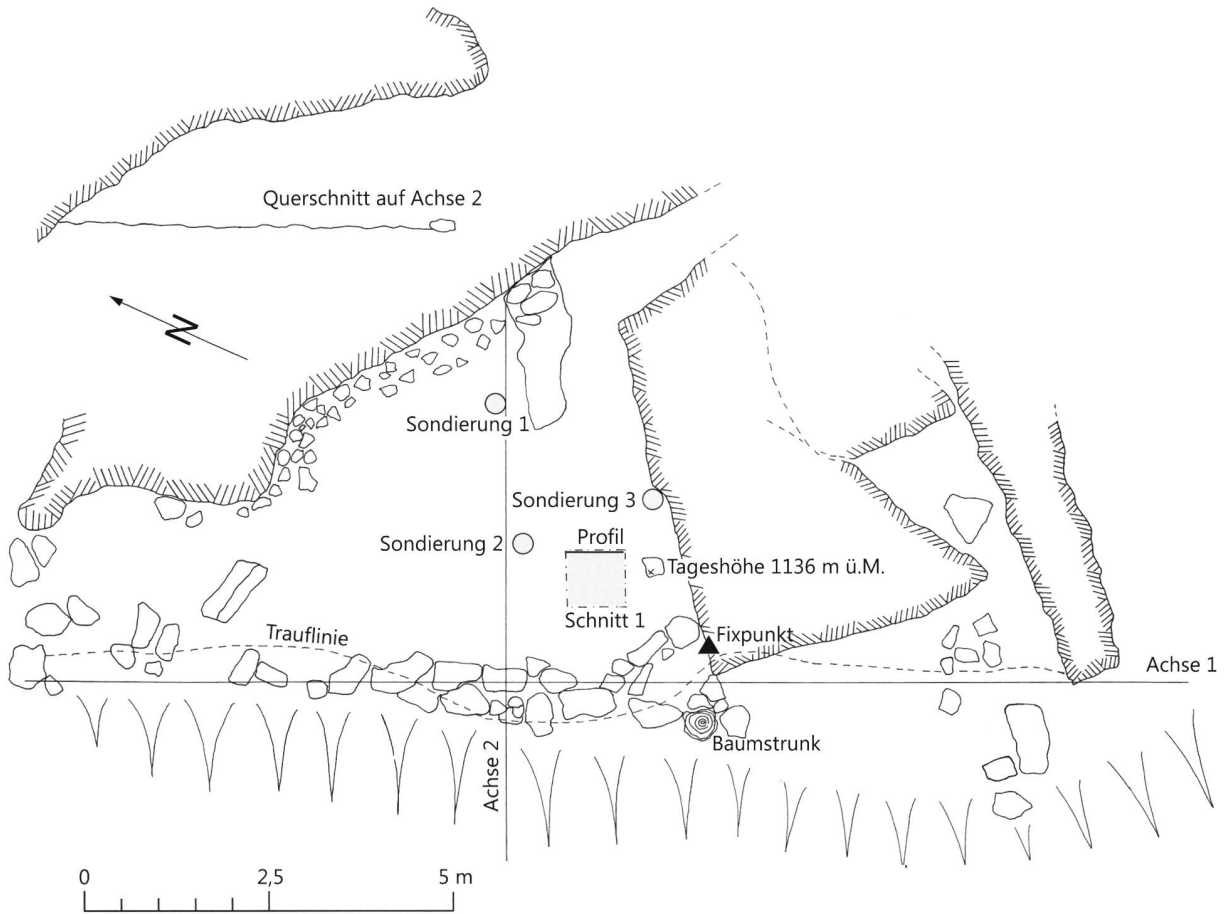 Querschnitt auf Achse 2
N
Sondierung 1
Sondierung 3
Sondierung 2
Profil
Tageshöhe 1136 m ü.M.
Schnitt 1
Trauflinie
Fixpunkt
Achse 1
Baumstrunk
Achse 2
0 2,5 5 m